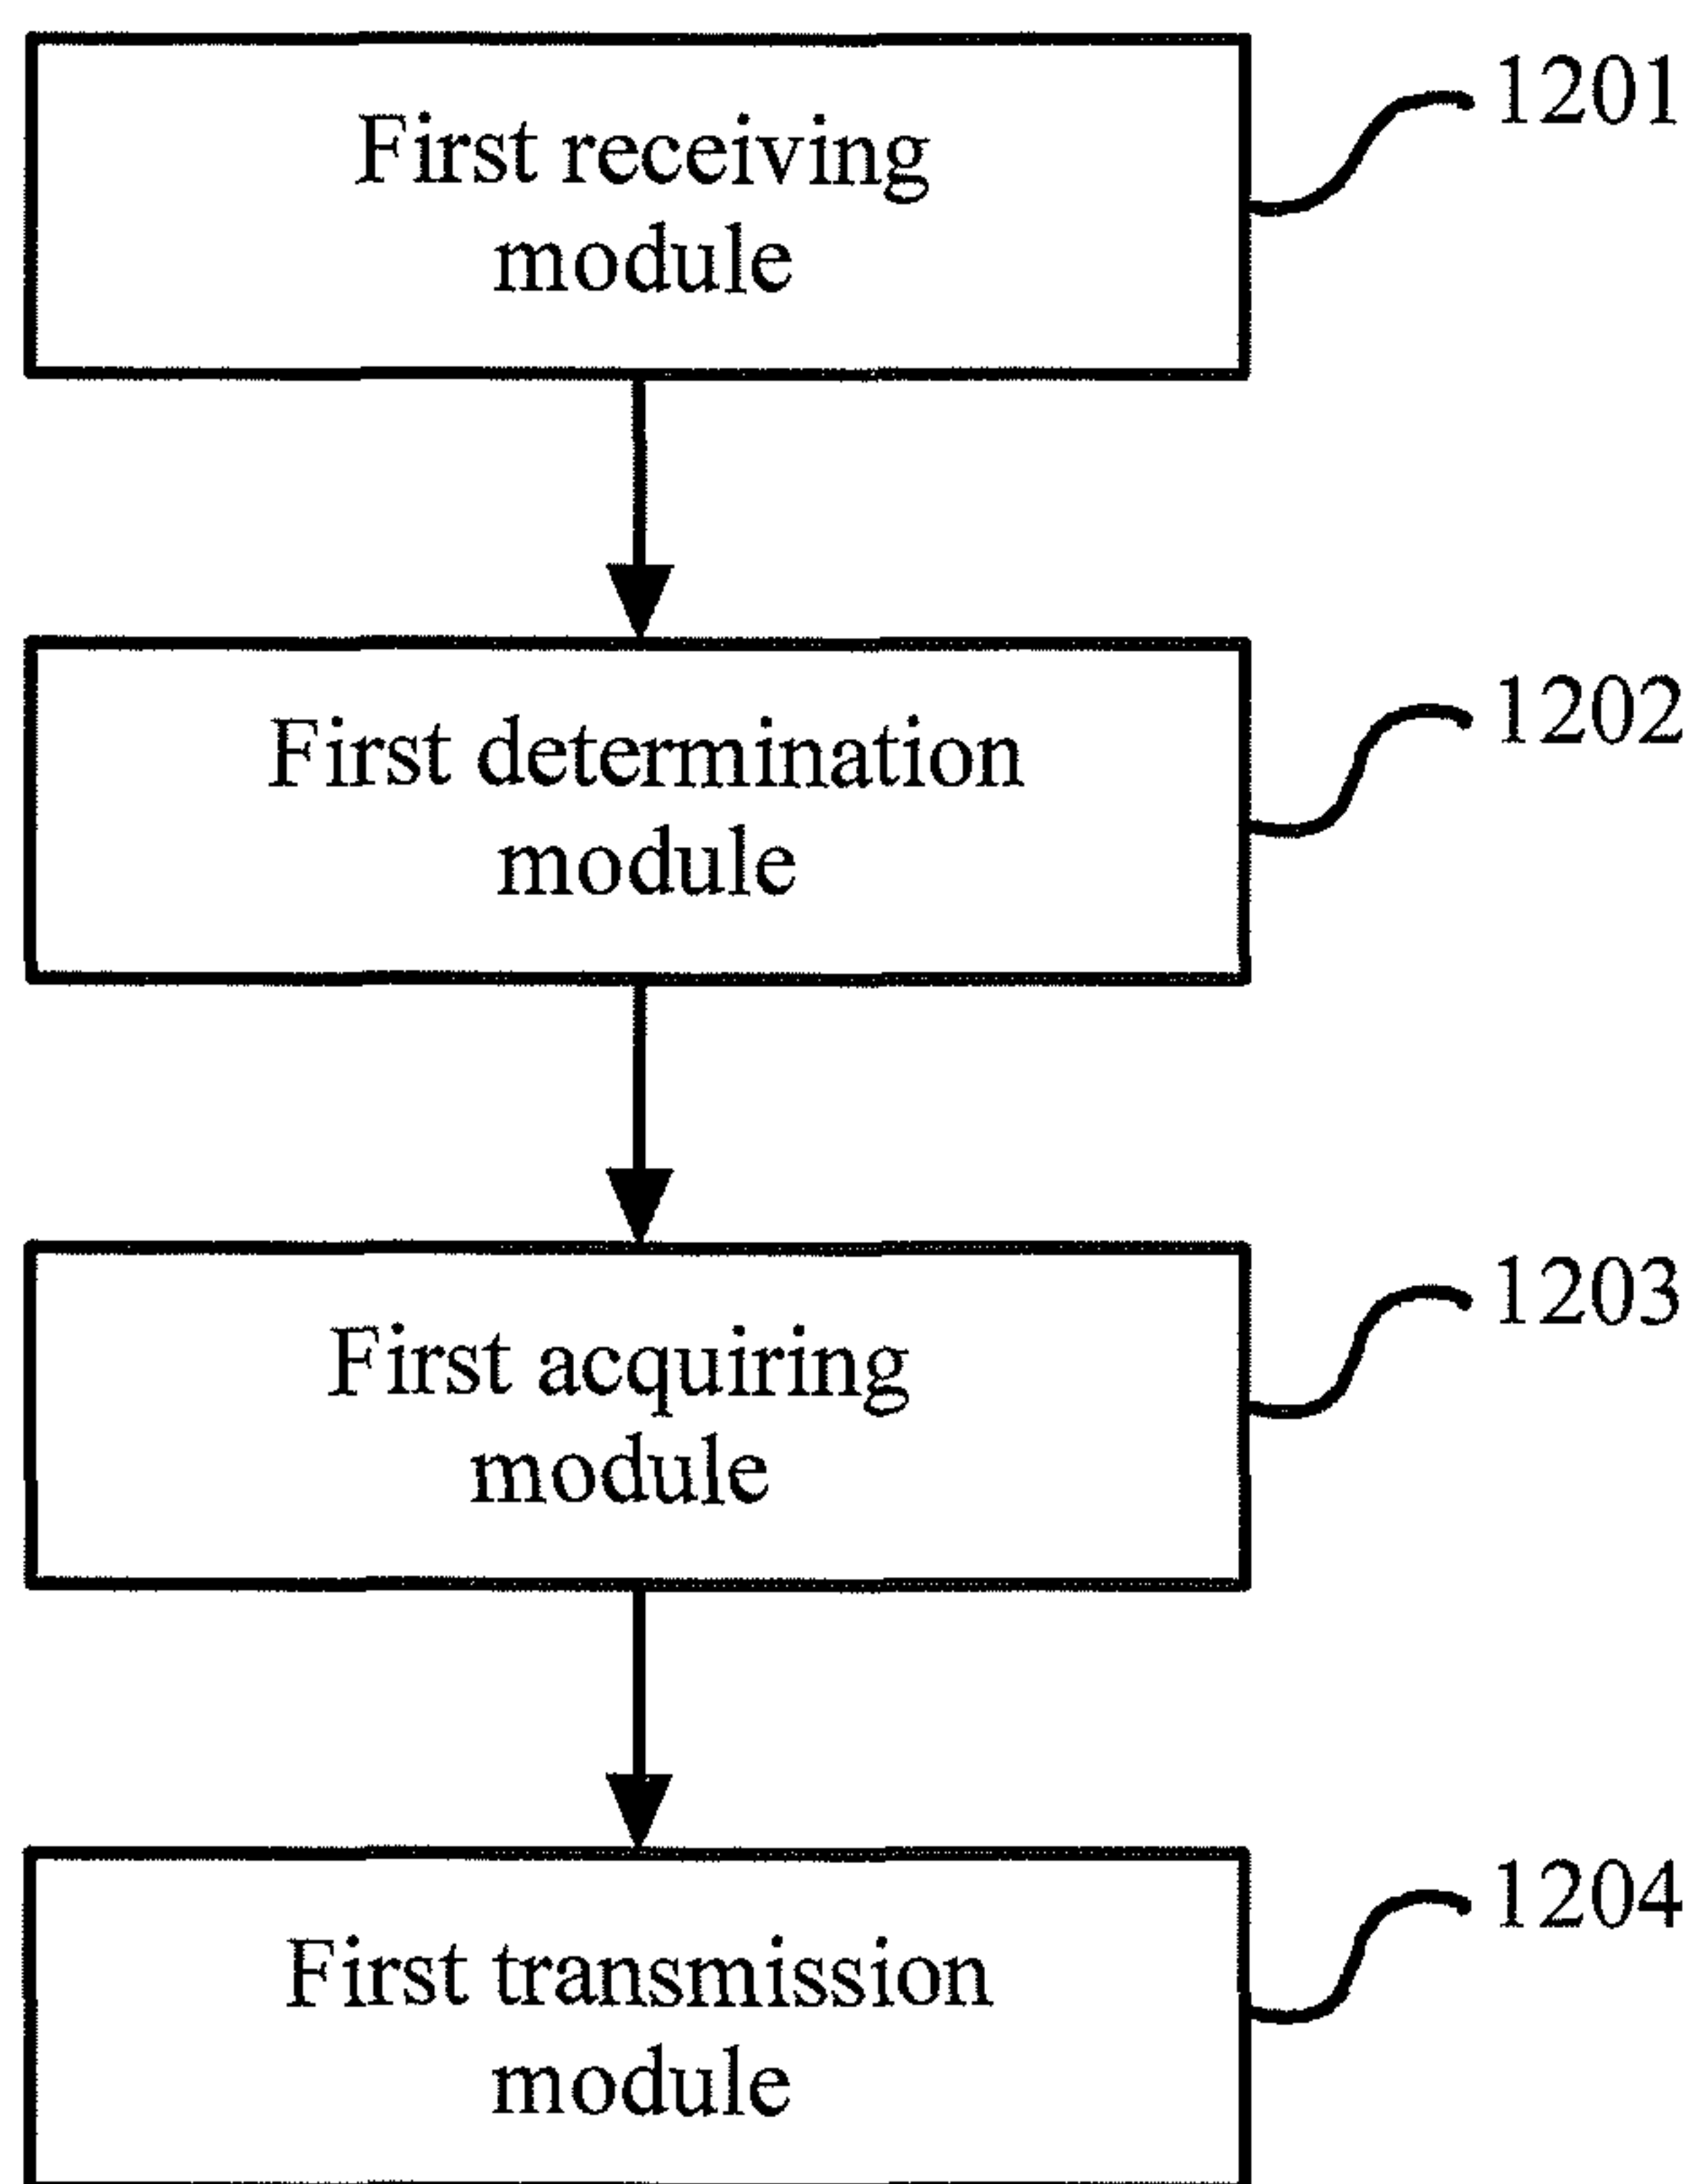 First receiving
module
1201
First determination
module
1202
First acquiring
module
1203
First transmission
module
1204